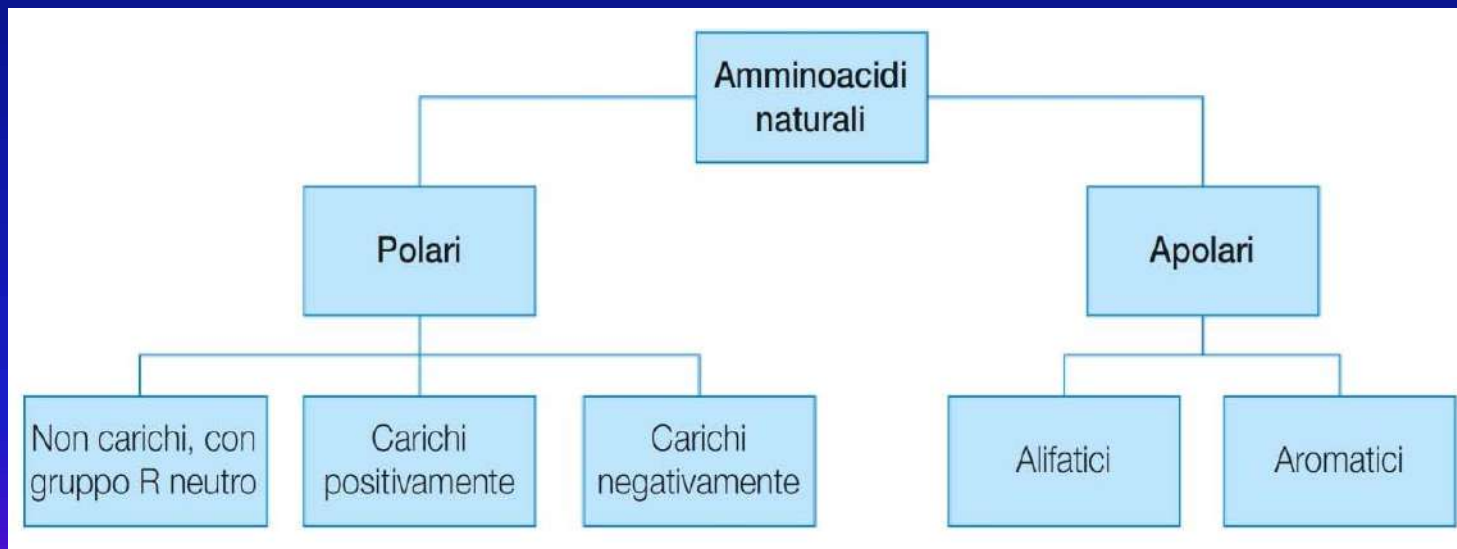 Amminoacidi
naturali
Polari
Apolari
Non carichi, con
gruppo R neutro
Carichi
positivamente
Carichi
negativamente
Alifatici
Aromatici